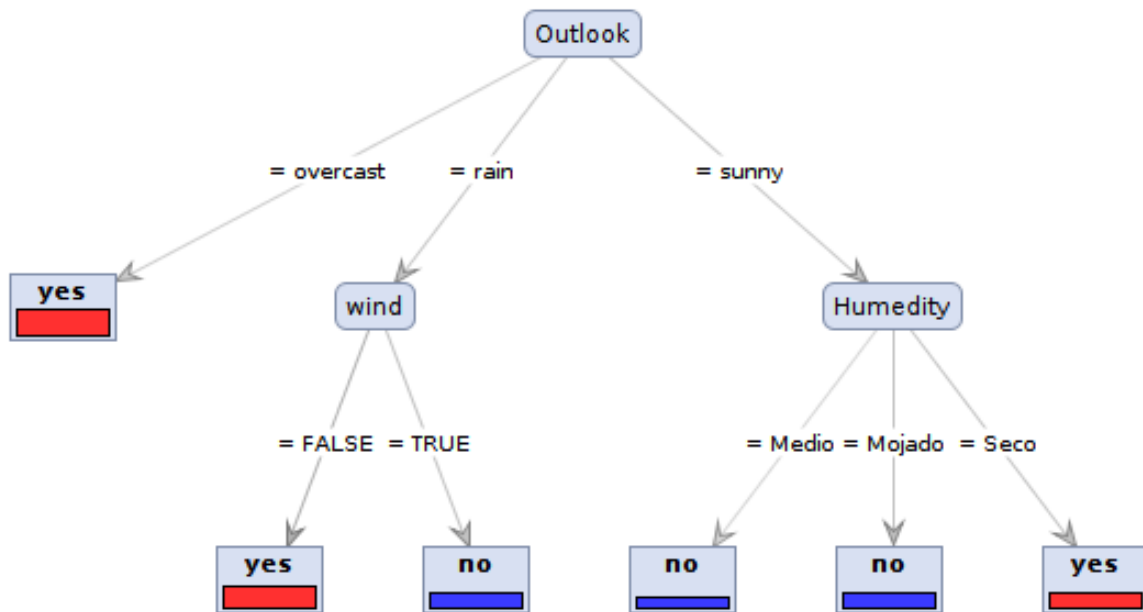 Outlook
= overcast
= rain
= sunny
yes
wind
Humedity
= FALSE
= TRUE
= Medio
= Mojado
= Seco
yes
no
no
no
yes